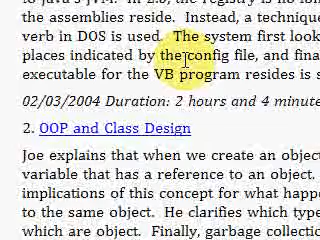 to java's JVM. In 2.0, the registry is no lon
the assemblies reside. Instead, a technique
verb in DOS is used. The system first look
places indicated by the config file, and fina
executable for the VB program resides is s
02/03/2004 Duration: 2 hours and 4 minute
2. OOP and Class Design
Joe explains that when we create an object
variable that has a reference to an object.
implications of this concept for what happe
to the same object. He clarifies which type
which are object. Finally, garbage collectio